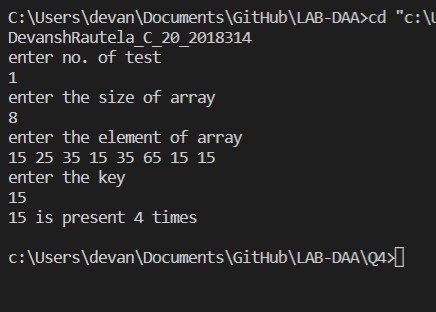 C:\Users\devan\Documents\GitHub\LAB-DAA>cd "c:\U
DevanshRautela_C_20_2018314
enter no. of test
1
enter the size of array
8
enter the element of array
15 25 35 15 35 65 15 15
enter the key
15
15 is present 4 times
c:\Users\devan\Documents\GitHub\LAB-DAA\Q4>